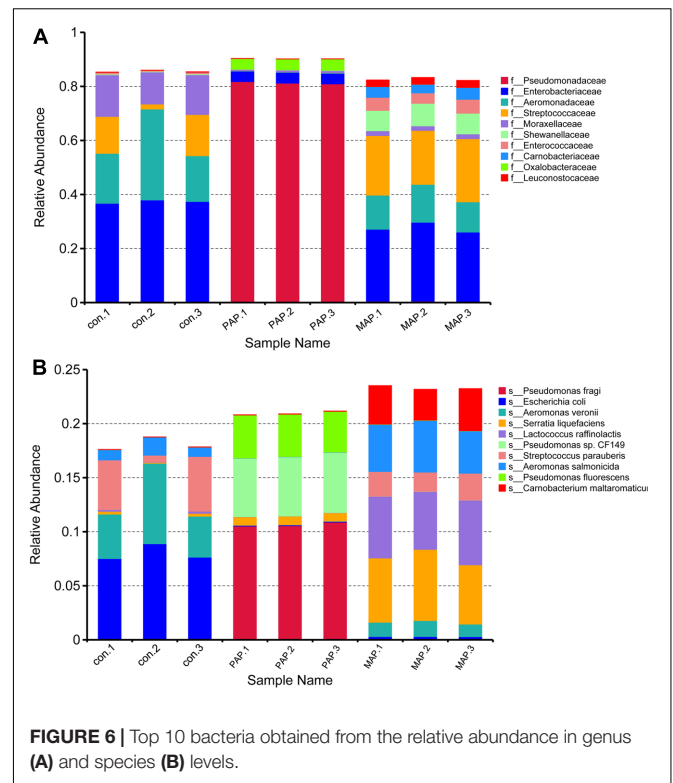 A
1
0.8
0.6
0.4
0.2
0
Relative Abundance
con.1
con.2
con.3
PAP.1
PAP.2
PAP.3
MAP.1
MAP.2
MAP.3
Sample Name
f__Pseudomonadaceae
f__Enterobacteriaceae
f__Aeromonadaceae
f__Streptococcaceae
f__Moraxellaceae
f__Shewanellaceae
f__Enterococcaceae
f__Carnobacteriaceae
f__Oxalobacteraceae
f__Leuconostocaceae
B
0.25
0.2
0.15
0.1
0.05
0
Relative Abundance
con.1
con.2
con.3
PAP.1
PAP.2
PAP.3
MAP.1
MAP.2
MAP.3
Sample Name
s__Pseudomonas fragi
s__Escherichia coli
s__Aeromonas veronii
s__Serratia liquefaciens
s__Lactococcus raffinolactis
s__Pseudomonas sp. CF149
s__Streptococcus parauberis
s__Aeromonas salmonicida
s__Pseudomonas fluorescens
s__Carnobacterium maltaromaticu
FIGURE 6 | Top 10 bacteria obtained from the relative abundance in genus
(A) and species (B) levels.